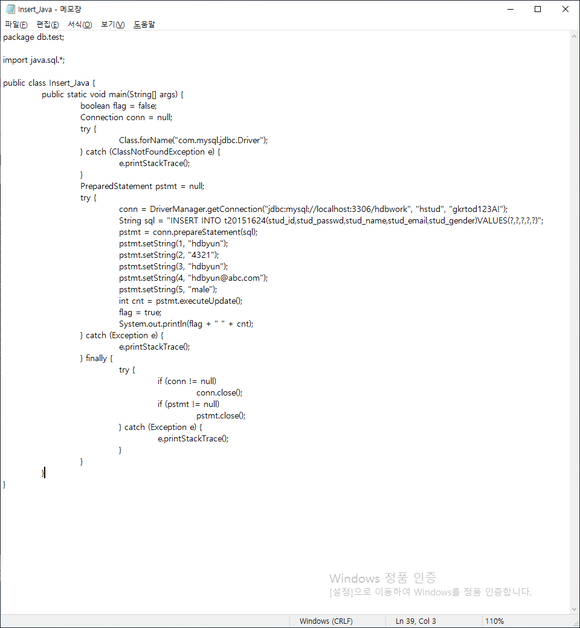 Insert_Java - 메모장
파일(F) 편집(E) 서식(O) 보기(V) 도움말
package db.test;
import java.sql.*;
public class Insert_Java {
public static void main(String[] args) {
boolean flag = false;
Connection conn = null;
try {
Class.forName("com.mysql.jdbc.Driver");
} catch (ClassNotFoundException e) {
e.printStackTrace();
}
PreparedStatement pstmt = null;
try {
conn = DriverManager.getConnection("jdbc:mysql://localhost:3306/hdbwork", "hstud", "gkrtod123A!");
String sql = "INSERT INTO t20151624(stud_id,stud_passwd,stud_name,stud_email,stud_gender)VALUES(?,?,?,?,?)";
pstmt = conn.prepareStatement(sql);
pstmt.setString(1, "hdbyun");
pstmt.setString(2, "4321");
pstmt.setString(3, "hdbyun");
pstmt.setString(4, "hdbyun@abc.com");
pstmt.setString(5, "male");
int cnt = pstmt.executeUpdate();
flag = true;
System.out.println(flag + " " + cnt);
} catch (Exception e) {
e.printStackTrace();
} finally {
try {
if (conn != null)
conn.close();
if (pstmt != null)
pstmt.close();
} catch (Exception e) {
e.printStackTrace();
}
}
}
}
Windows 정품 인증
[설정]으로 이동하여 Windows를 정품 인증합니다.
Windows (CRLF) Ln 39, Col 3 110%